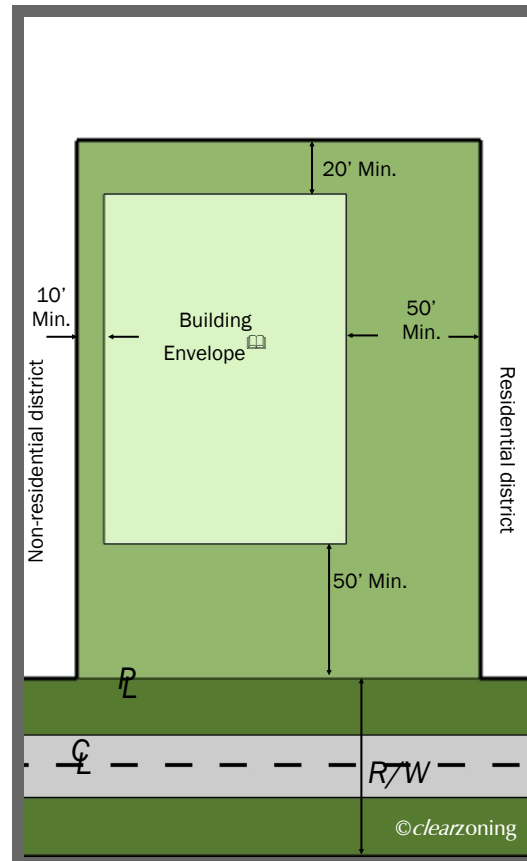 20’ Min.
10’
Min.
Building
Envelope
50’
Min.
Non-residential district
Residential district
50’ Min.
PL
CL
R/W
©clearzoning